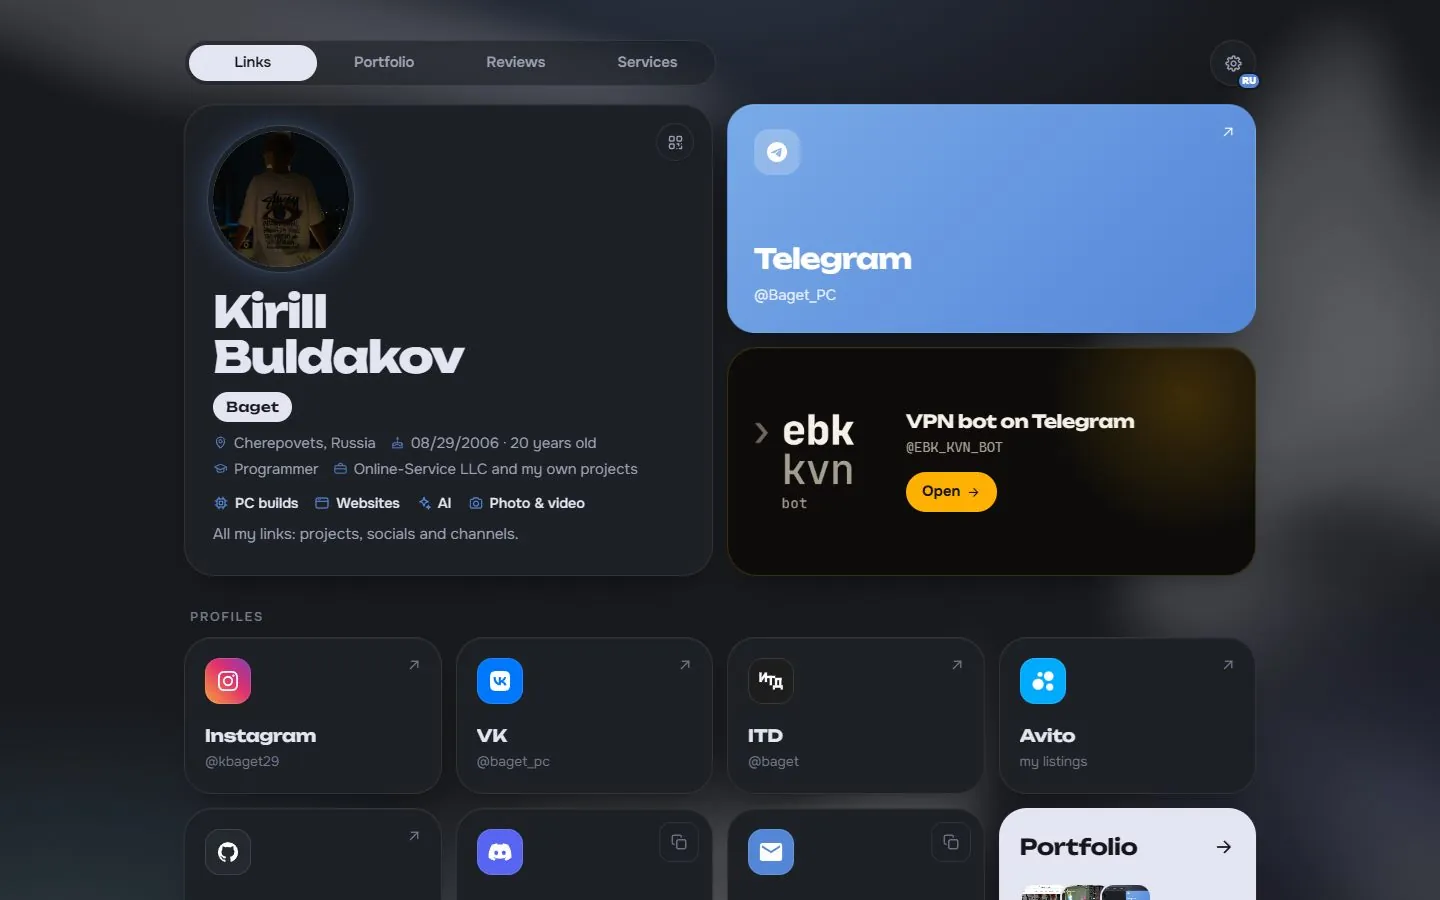 Links
Portfolio
Reviews
Services
RU
Kirill
Buldakov
Baget
Cherepovets, Russia
08/29/2006 · 20 years old
Programmer
Online-Service LLC and my own projects
PC builds
Websites
AI
Photo & video
All my links: projects, socials and channels.
Telegram
@Baget_PC
ebk
kvn
bot
VPN bot on Telegram
@EBK_KVN_BOT
Open →
PROFILES
Instagram
@kbaget29
VK
@baget_pc
итд
ITD
@baget
Avito
my listings
Portfolio